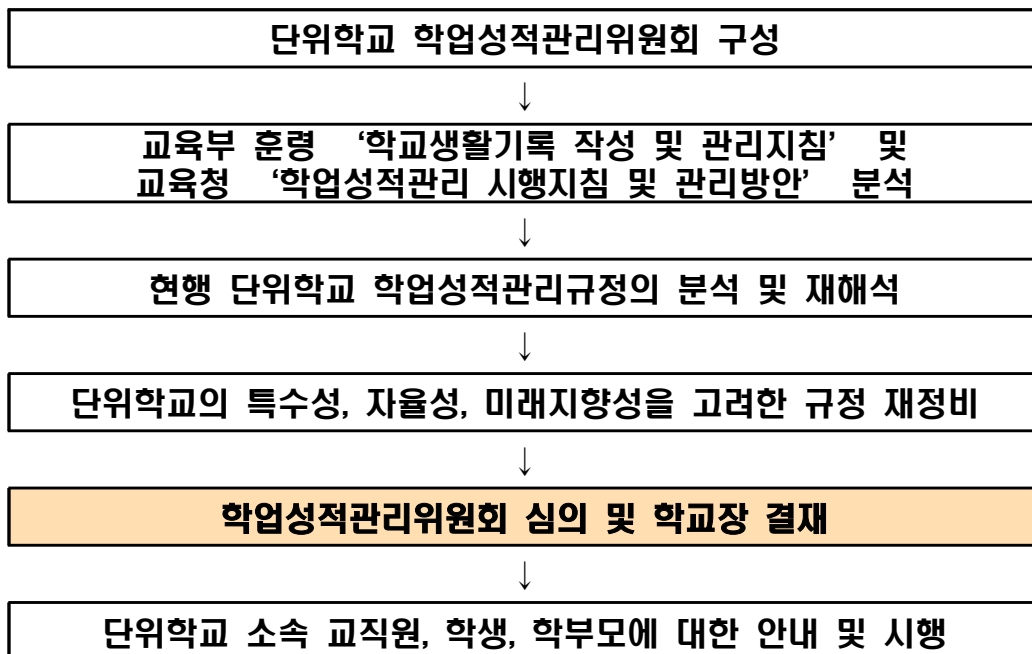 단위학교 학업성적관리위원회 구성
↓
교육부 훈령 ‘학교생활기록 작성 및 관리지침’ 및
교육청 ‘학업성적관리 시행지침 및 관리방안’ 분석
↓
현행 단위학교 학업성적관리규정의 분석 및 재해석
↓
단위학교의 특수성, 자율성, 미래지향성을 고려한 규정 재정비
↓
학업성적관리위원회 심의 및 학교장 결재
↓
단위학교 소속 교직원, 학생, 학부모에 대한 안내 및 시행